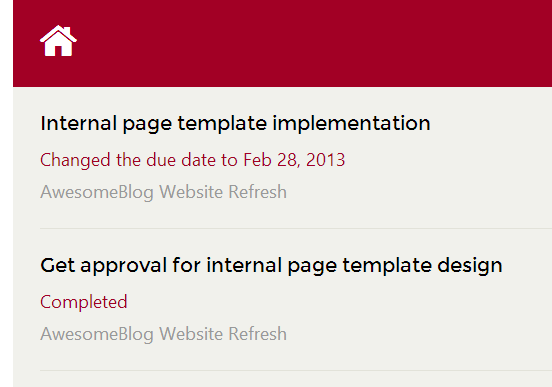 Internal page template implementation
Changed the due date to Feb 28, 2013
AwesomeBlog Website Refresh
Get approval for internal page template design
Completed
AwesomeBlog Website Refresh